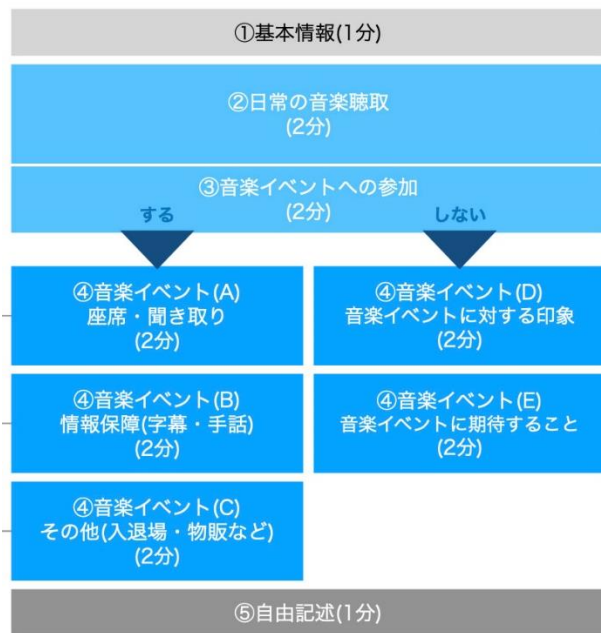 ①基本情報(1分)
②日常の音楽聴取
(2分)
③音楽イベントへの参加
(2分)
する
しない
④音楽イベント(A)
座席・聞き取り
(2分)
④音楽イベント(D)
音楽イベントに対する印象
(2分)
④音楽イベント(B)
情報保障(字幕・手話)
(2分)
④音楽イベント(E)
音楽イベントに期待すること
(2分)
④音楽イベント(C)
その他(入退場・物販など)
(2分)
⑤自由記述(1分)